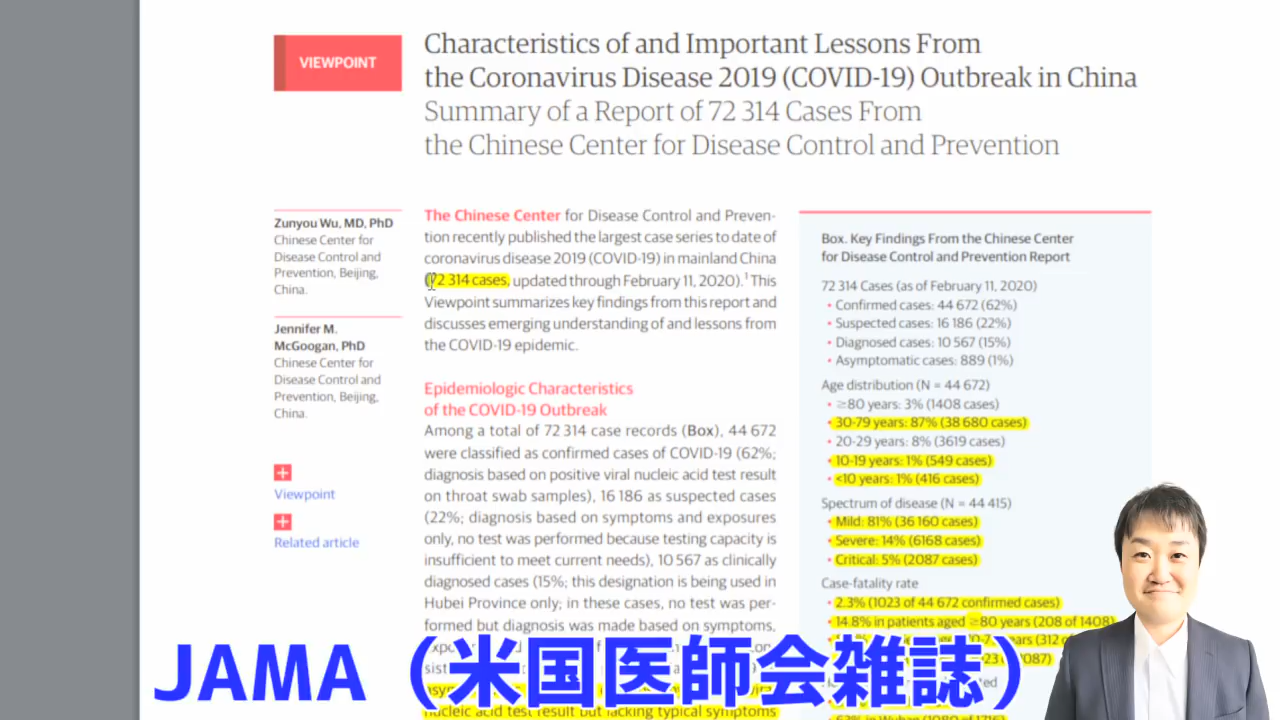 VIEWPOINT
Characteristics of and Important Lessons From
the Coronavirus Disease 2019 (COVID-19) Outbreak in China
Summary of a Report of 72 314 Cases From
the Chinese Center for Disease Control and Prevention
Zunyou Wu, MD, PhD
Chinese Center for
Disease Control and
Prevention, Beijing,
China.
Jennifer M.
McGoogan, PhD
Chinese Center for
Disease Control and
Prevention, Beijing,
China.
Viewpoint
Related article
The Chinese Center for Disease Control and Preven-
tion recently published the largest case series to date of
coronavirus disease 2019 (COVID-19) in mainland China
(72 314 cases, updated through February 11, 2020).1 This
Viewpoint summarizes key findings from this report and
discusses emerging understanding of and lessons from
the COVID-19 epidemic.
Epidemiologic Characteristics
of the COVID-19 Outbreak
Among a total of 72 314 case records (Box), 44 672
were classified as confirmed cases of COVID-19 (62%;
diagnosis based on positive viral nucleic acid test result
on throat swab samples), 16 186 as suspected cases
(22%; diagnosis based on symptoms and exposures
only, no test was performed because testing capacity is
insufficient to meet current needs), 10 567 as clinically
diagnosed cases (15%; this designation is being used in
Hubei Province only; in these cases, no test was per-
formed but diagnosis was made based on symptoms,
nucleic acid test result but lacking typical symptoms
Box. Key Findings From the Chinese Center
for Disease Control and Prevention Report
72 314 Cases (as of February 11, 2020)
• Confirmed cases: 44 672 (62%)
• Suspected cases: 16 186 (22%)
• Diagnosed cases: 10 567 (15%)
• Asymptomatic cases: 889 (1%)
Age distribution (N = 44 672)
• ≥80 years: 3% (1408 cases)
• 30-79 years: 87% (38 680 cases)
• 20-29 years: 8% (3619 cases)
• 10-19 years: 1% (549 cases)
• <10 years: 1% (416 cases)
Spectrum of disease (N = 44 415)
• Mild: 81% (36 160 cases)
• Severe: 14% (6168 cases)
• Critical: 5% (2087 cases)
Case-fatality rate
• 2.3% (1023 of 44 672 confirmed cases)
• 14.8% in patients aged ≥80 years (208 of 1408)
years (312 of
JAMA（米国医師会雑誌）